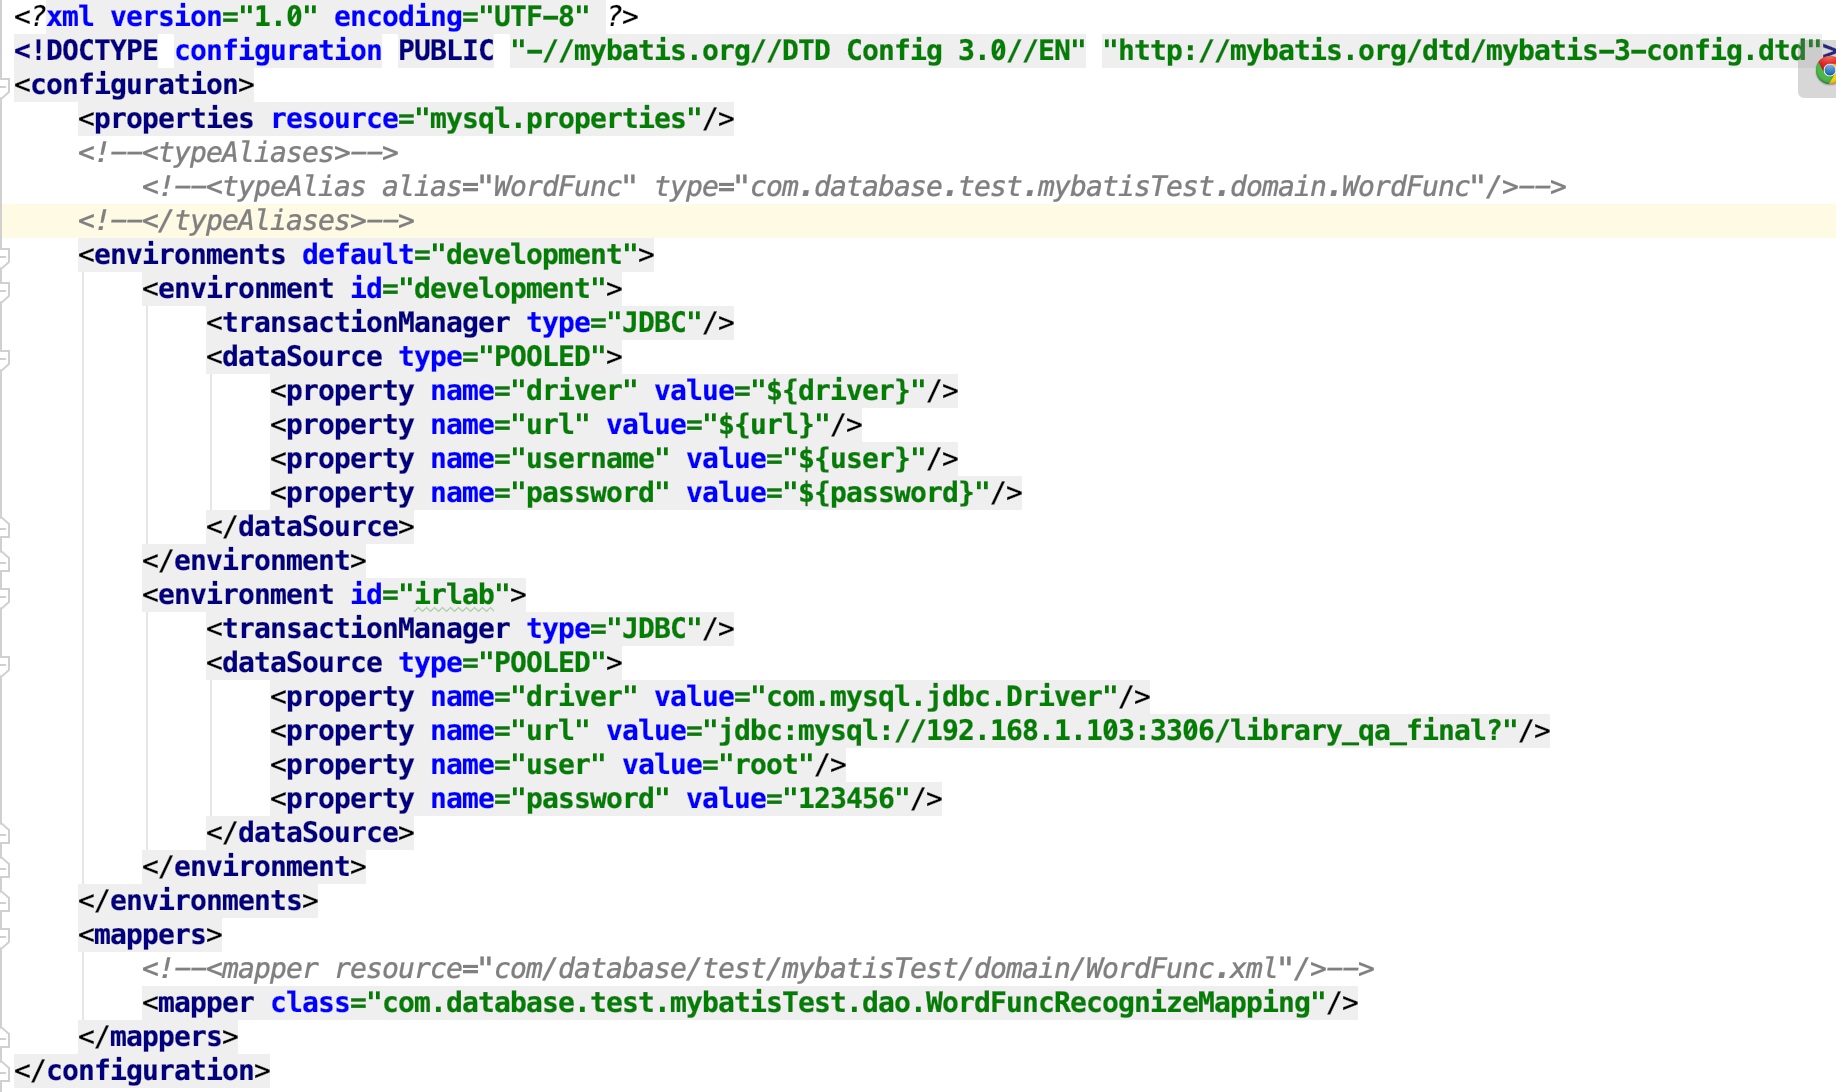 <?xml version="1.0" encoding="UTF-8" ?>
<!DOCTYPE configuration PUBLIC "-//mybatis.org//DTD Config 3.0//EN" "http://mybatis.org/dtd/mybatis-3-config.dtd">
<configuration>
    <properties resource="mysql.properties"/>
    <!--<typeAliases>-->
        <!--<typeAlias alias="WordFunc" type="com.database.test.mybatisTest.domain.WordFunc"/>-->
    <!--</typeAliases>-->
    <environments default="development">
        <environment id="development">
            <transactionManager type="JDBC"/>
            <dataSource type="POOLED">
                <property name="driver" value="${driver}"/>
                <property name="url" value="${url}"/>
                <property name="username" value="${user}"/>
                <property name="password" value="${password}"/>
            </dataSource>
        </environment>
        <environment id="irlab">
            <transactionManager type="JDBC"/>
            <dataSource type="POOLED">
                <property name="driver" value="com.mysql.jdbc.Driver"/>
                <property name="url" value="jdbc:mysql://192.168.1.103:3306/library_qa_final?"/>
                <property name="user" value="root"/>
                <property name="password" value="123456"/>
            </dataSource>
        </environment>
    </environments>
    <mappers>
        <!--<mapper resource="com/database/test/mybatisTest/domain/WordFunc.xml"/>-->
        <mapper class="com.database.test.mybatisTest.dao.WordFuncRecognizeMapping"/>
    </mappers>
</configuration>